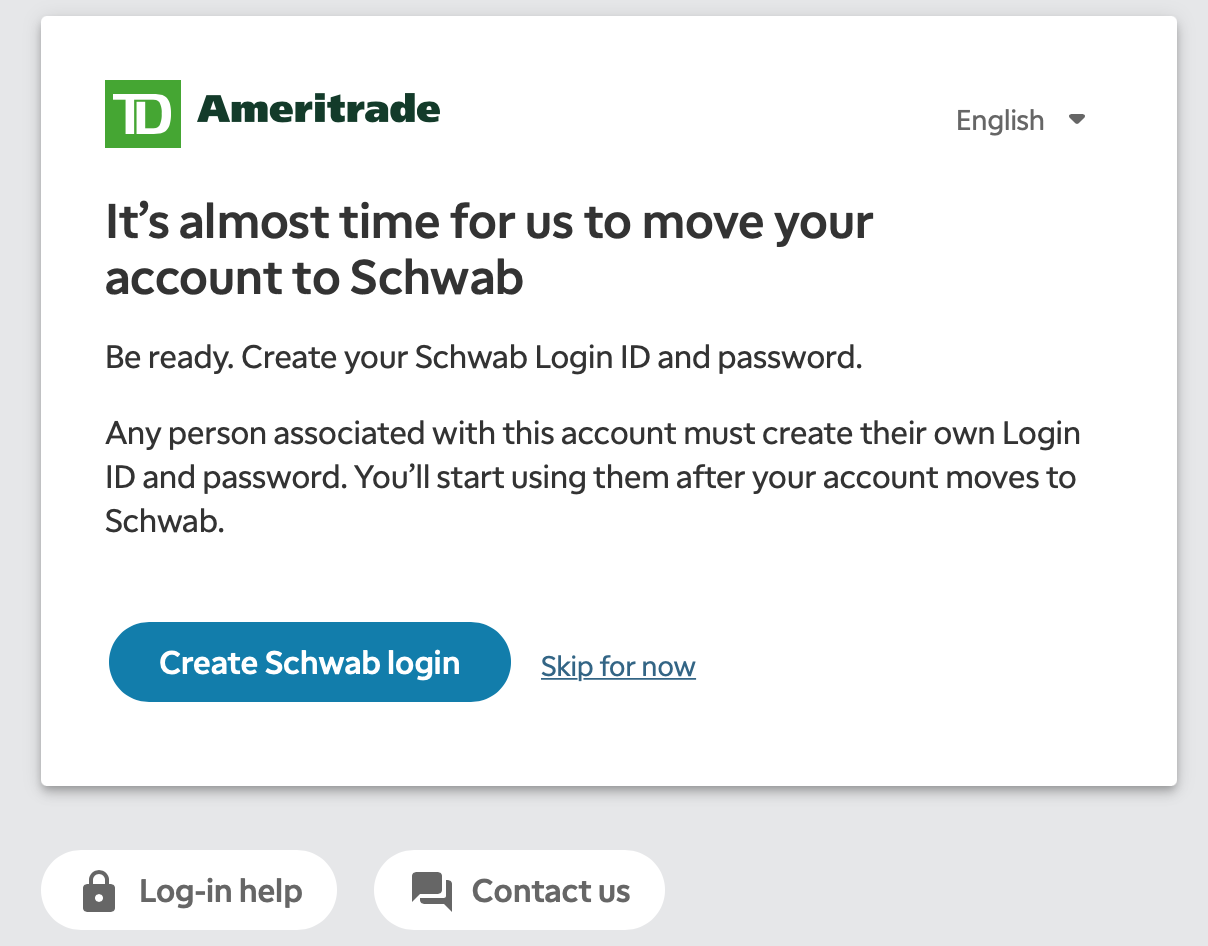 TD Ameritrade
English
It’s almost time for us to move your
account to Schwab
Be ready. Create your Schwab Login ID and password.
Any person associated with this account must create their own Login
ID and password. You’ll start using them after your account moves to
Schwab.
Create Schwab login
Skip for now
Log-in help
Contact us